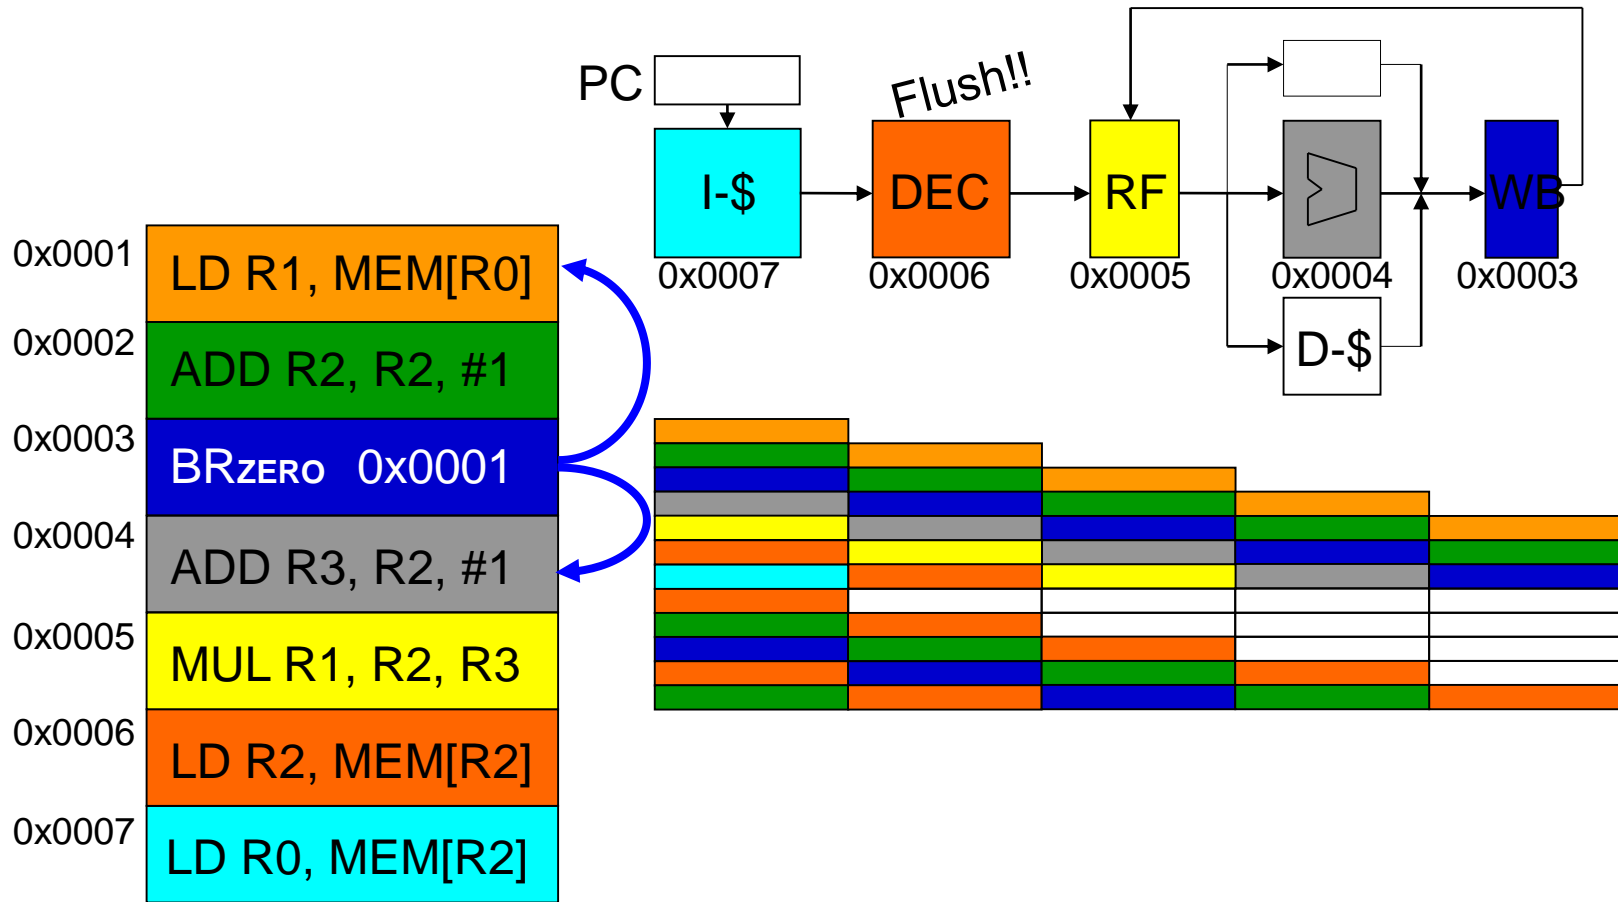 PC
Flush!!
I-$
DEC
RF
WB
0x0007
0x0006
0x0005
0x0004
0x0003
D-$
0x0001
LD R1, MEM[R0]
0x0002
ADD R2, R2, #1
0x0003
BRZERO 0x0001
0x0004
ADD R3, R2, #1
0x0005
MUL R1, R2, R3
0x0006
LD R2, MEM[R2]
0x0007
LD R0, MEM[R2]